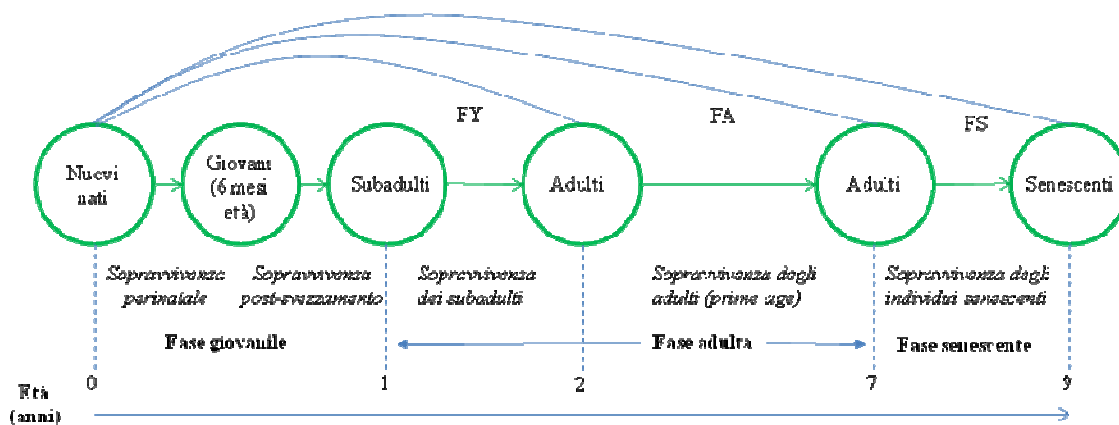 FY
FA
FS
Nuovi
nati
Giovani
(6 mesi
età)
Subadulti
Adulti
Adulti
Senescenti
Sopravvivenza
perinatale
Sopravvivenza
post-svezzamento
Sopravvivenza
dei subadulti
Sopravvivenza degli
adulti (prime age)
Sopravvivenza degli
individui senescenti
Fase giovanile
Fase adulta
Fase senescente
0
1
2
7
9
Età
(anni)